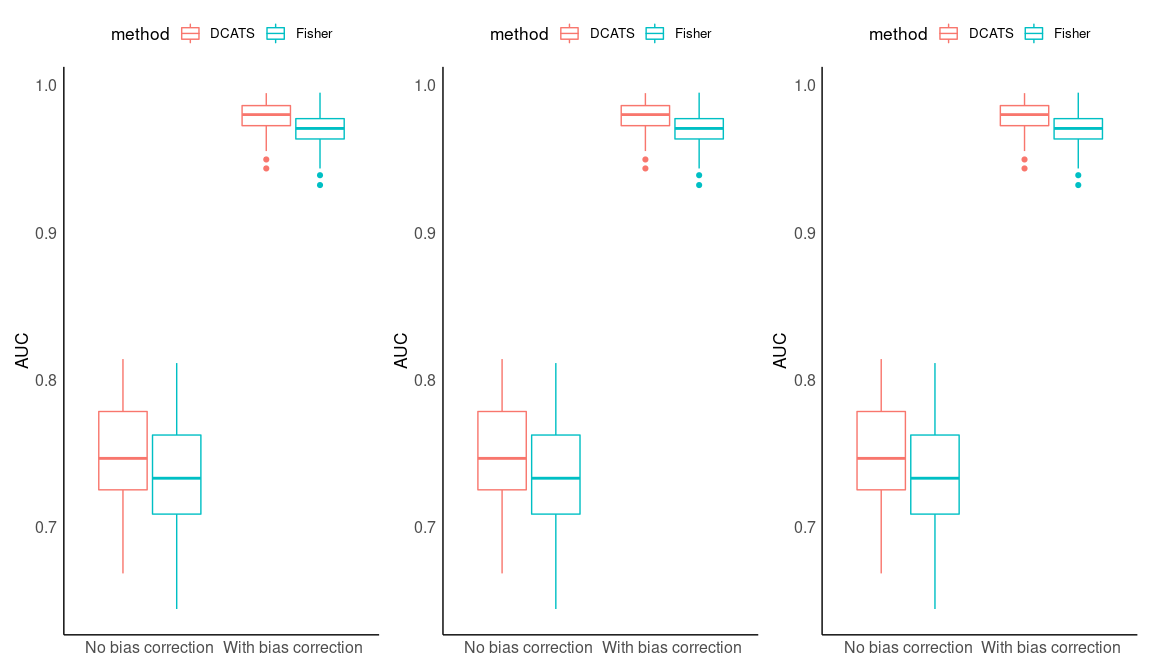 method DCATS Fisher
1.0
0.9
0.8
0.7
AUC
No bias correction With bias correction
method DCATS Fisher
1.0
0.9
0.8
0.7
AUC
No bias correction With bias correction
method DCATS Fisher
1.0
0.9
0.8
0.7
AUC
No bias correction With bias correction